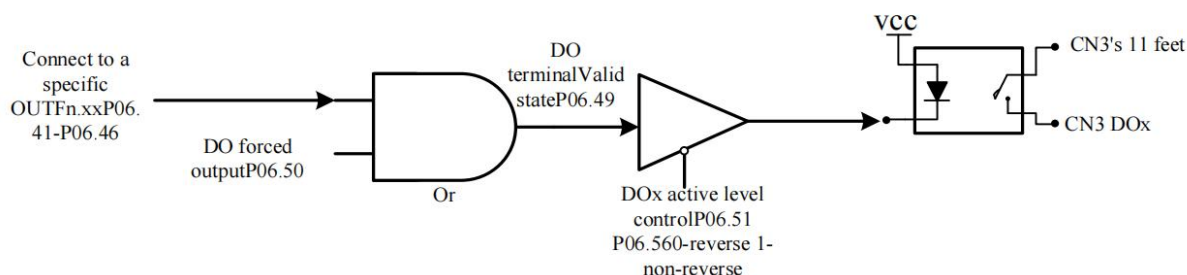 Connect to a
specific
OUTFn.xxP06.
41-P06.46
DO forced
outputP06.50
Or
DO
terminalValid
stateP06.49
DOx active level
controlP06.51
P06.560-reverse 1-
non-reverse
vcc
CN3's 11 feet
CN3 DOx